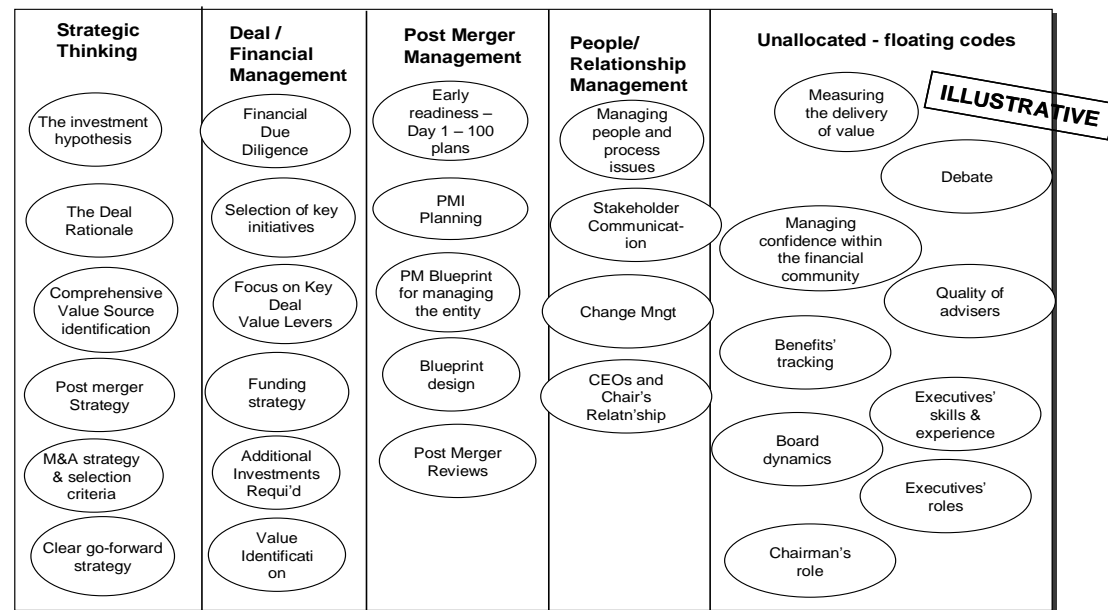 Strategic
Thinking
The investment
hypothesis
The Deal
Rationale
Comprehensive
Value Source
identification
Post merger
Strategy
M&A strategy
& selection
criteria
Clear go-forward
strategy
Deal /
Financial
Management
Financial
Due
Diligence
Selection of key
initiatives
Focus on Key
Deal
Value Levers
Funding
strategy
Additional
Investments
Requi'd
Value
Identificati
on
Post Merger
Management
Early
readiness –
Day 1 – 100
plans
PMI
Planning
PM Blueprint
for managing
the entity
Blueprint
design
Post Merger
Reviews
People/
Relationship
Management
Managing
people and
process
issues
Stakeholder
Communicat-
ion
Change Mngt
CEOs and
Chair's
Relatn'ship
Unallocated - floating codes
ILLUSTRATIVE
Measuring
the delivery
of value
Debate
Managing
confidence within
the financial
community
Quality of
advisers
Benefits'
tracking
Executives'
skills &
experience
Board
dynamics
Executives'
roles
Chairman's
role